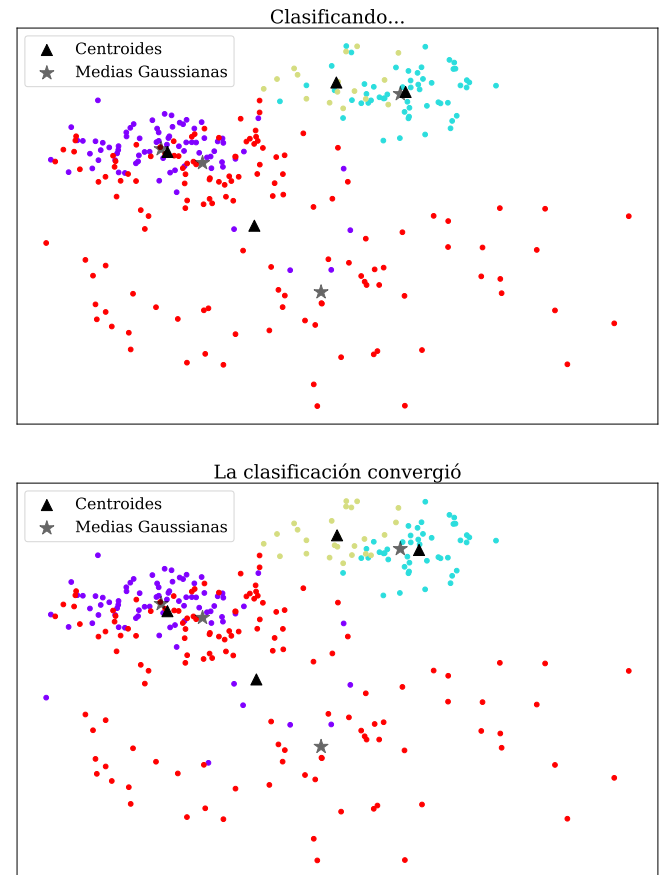 Clasificando...
Centroides
Medias Gaussianas
La clasificación convergió
Centroides
Medias Gaussianas